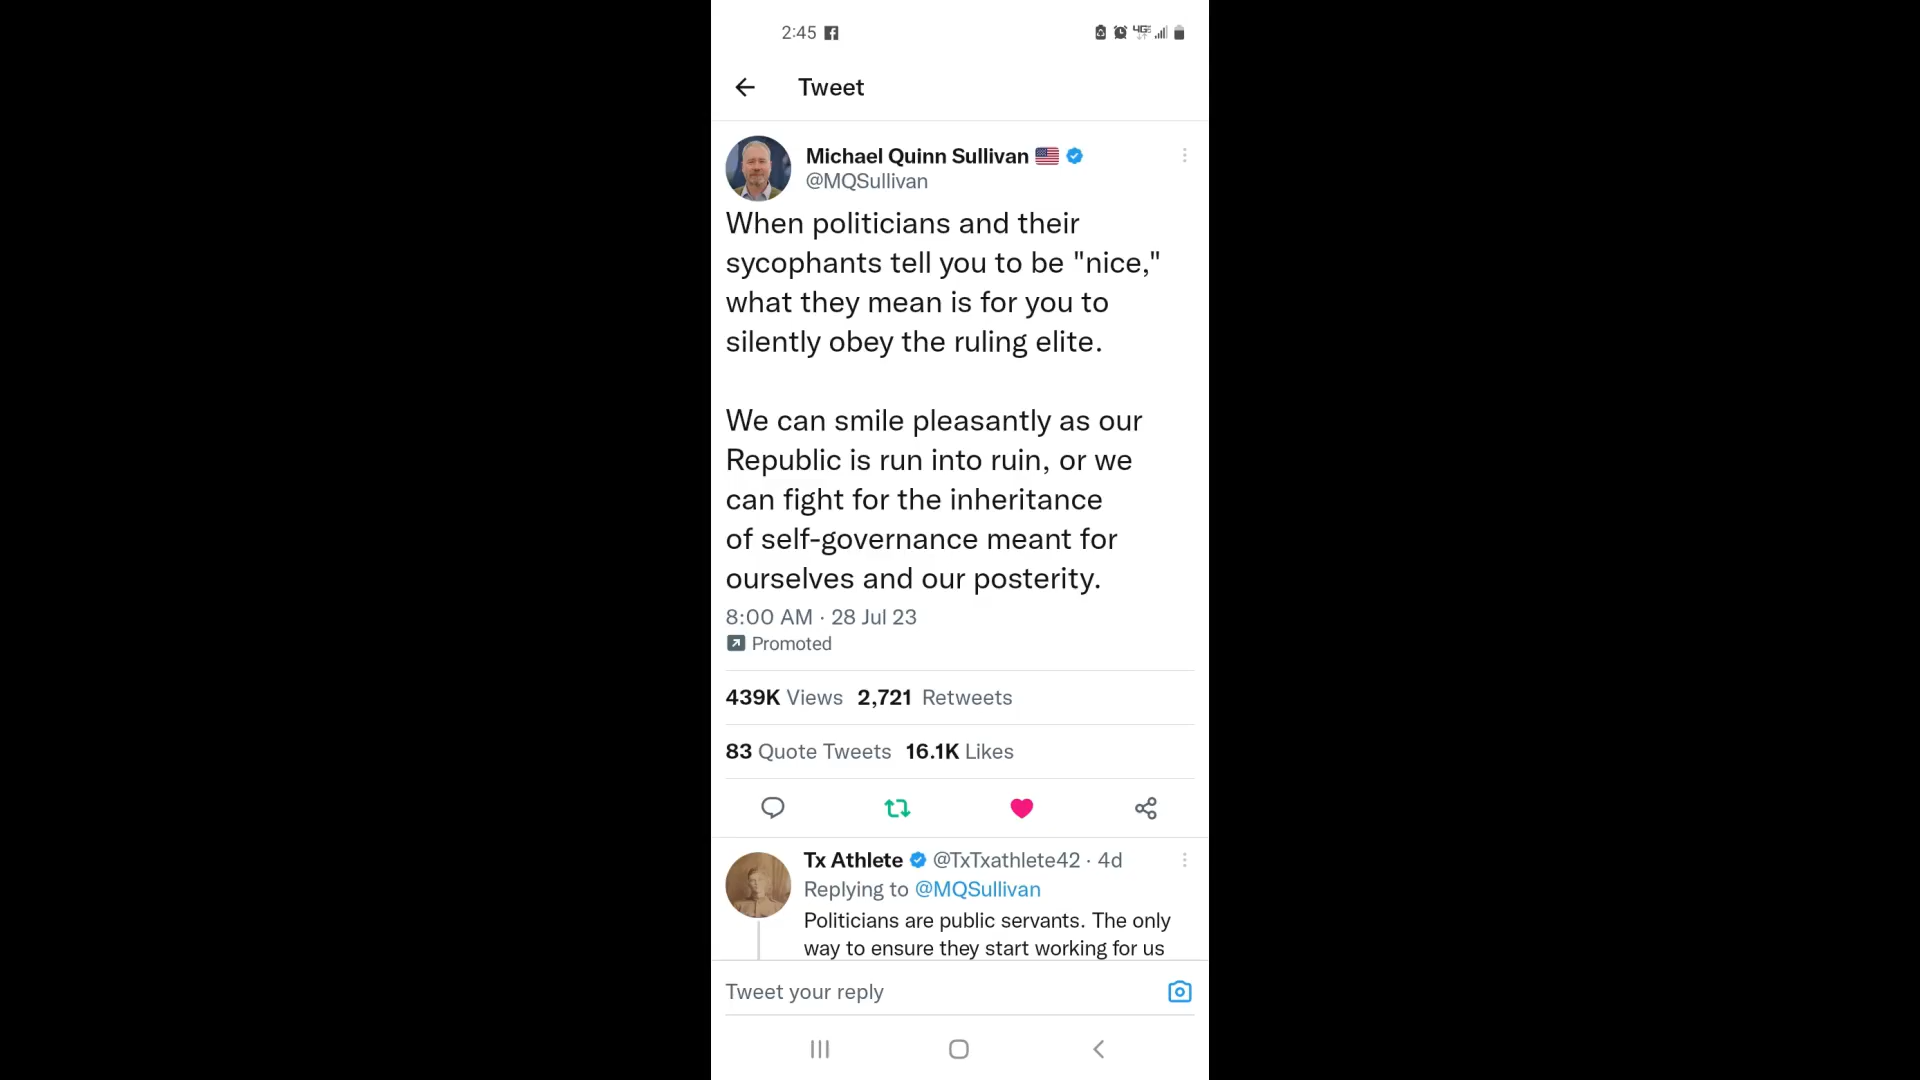 2:45
4GE
Tweet
Michael Quinn Sullivan
@MQSullivan
When politicians and their
sycophants tell you to be "nice,"
what they mean is for you to
silently obey the ruling elite.
We can smile pleasantly as our
Republic is run into ruin, or we
can fight for the inheritance
of self-governance meant for
ourselves and our posterity.
8:00 AM · 28 Jul 23
Promoted
439K Views 2,721 Retweets
83 Quote Tweets 16.1K Likes
Tx Athlete @TxTxathlete42 · 4d
Replying to @MQSullivan
Politicians are public servants. The only
way to ensure they start working for us
Tweet your reply